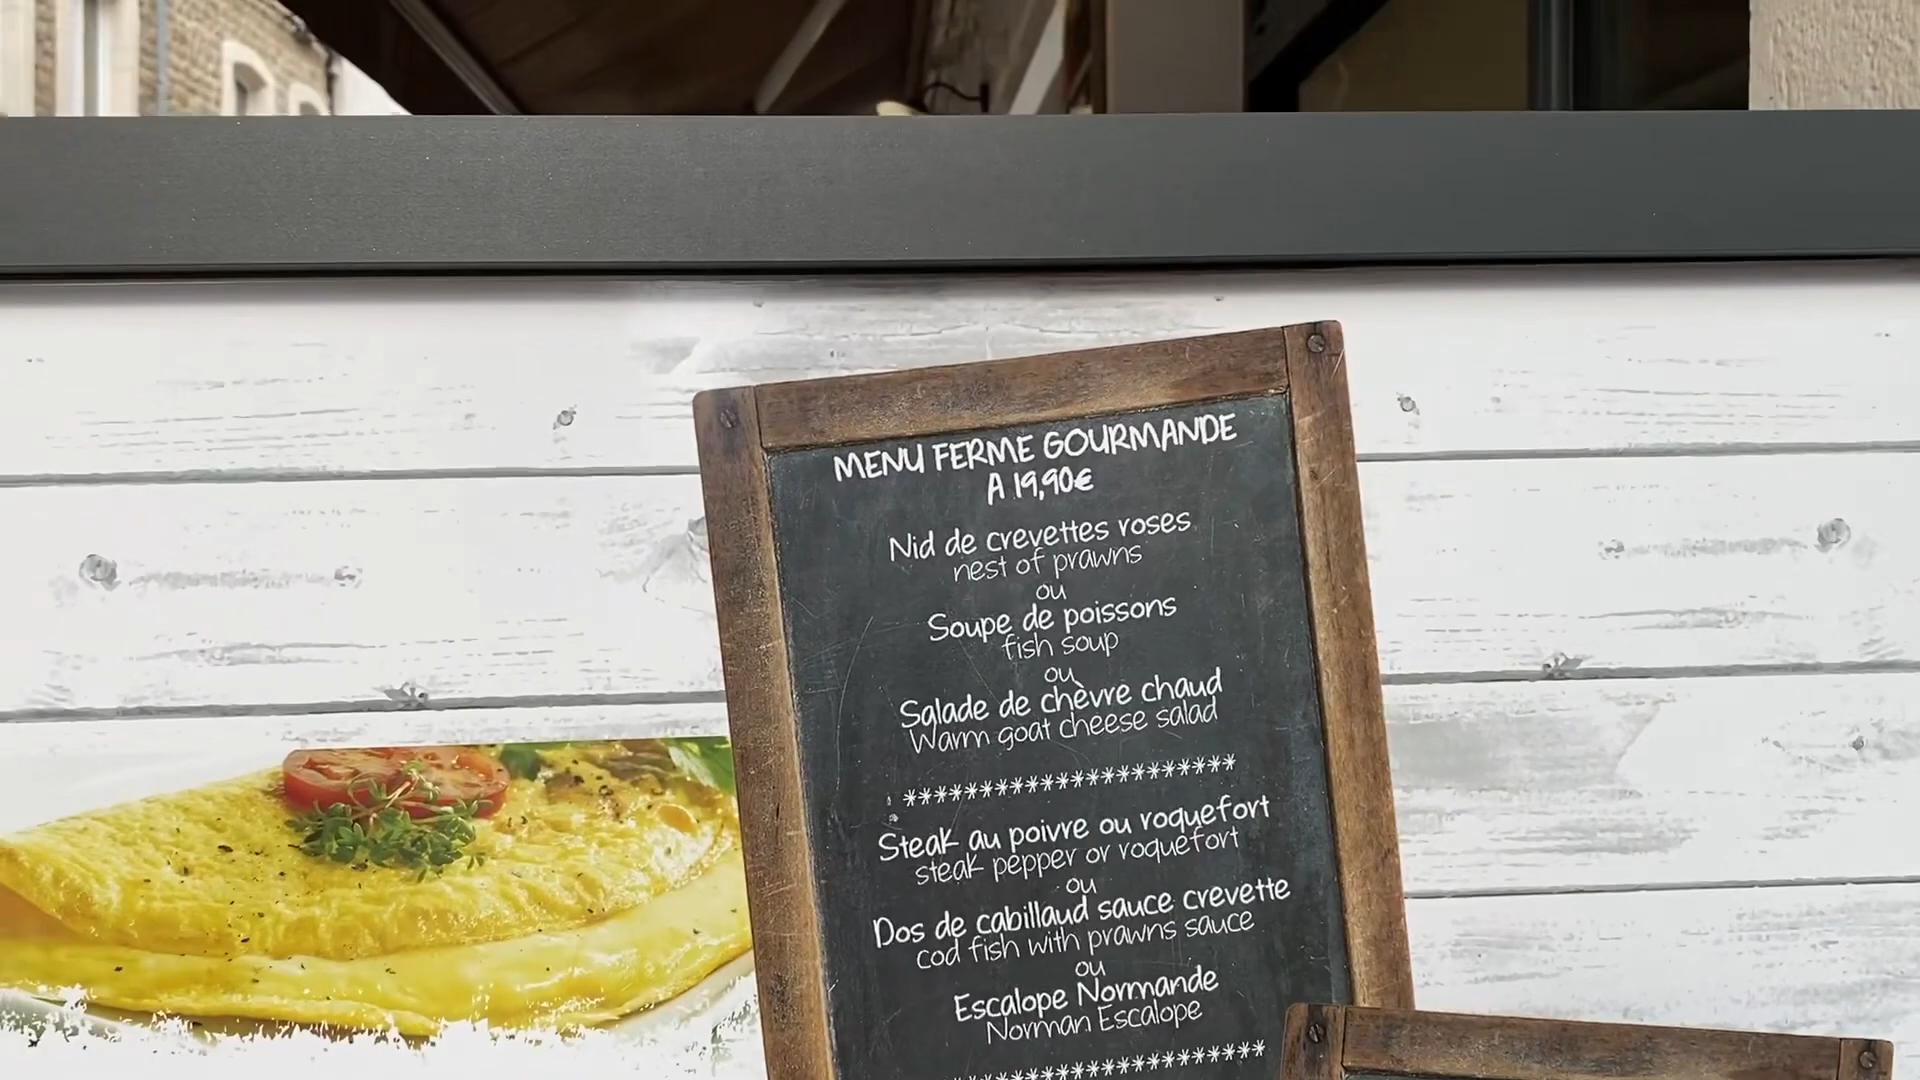 MENU FERME GOURMANDE
A 19,90€
Nid de crevettes roses
nest of prawns
ou
Soupe de poissons
fish soup
ou
Salade de chèvre chaud
Warm goat cheese salad
**********************
Steak au poivre ou roquefort
steak pepper or roquefort
ou
Dos de cabillaud sauce crevette
cod fish with prawns sauce
ou
Escalope Normande
Norman Escalope
**********************